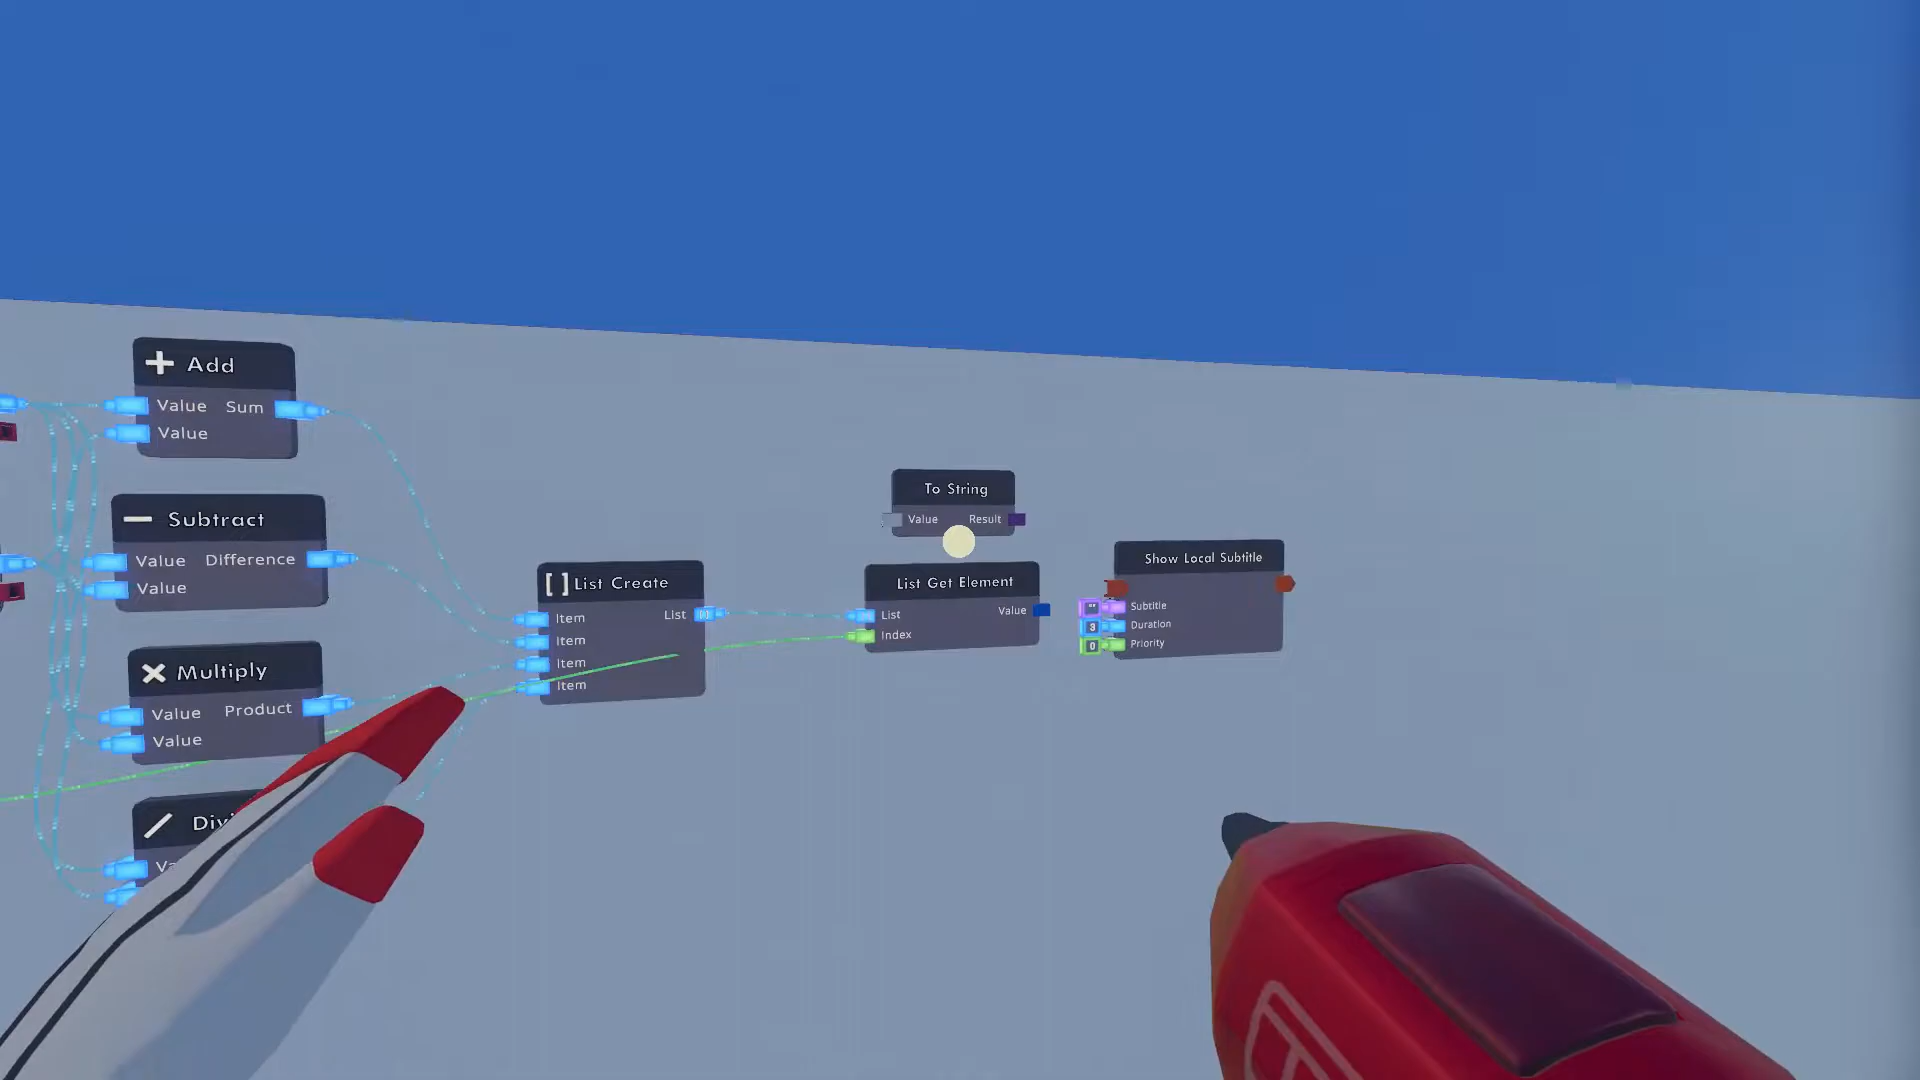 Add
Value Sum
Value
Subtract
Value Difference
Value
Multiply
Value Product
Value
[ ] List Create
Item List
Item
Item
Item
To String
Value Result
List Get Element
List Value
Index
Show Local Subtitle
"" Subtitle
3 Duration
0 Priority